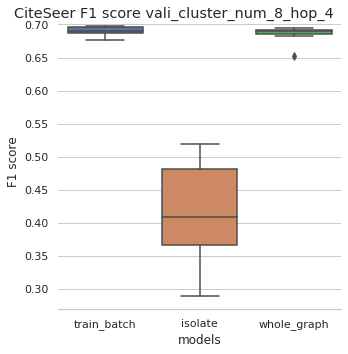 CiteSeer F1 score vali_cluster_num_8_hop_4
0.70
0.65
0.60
0.55
0.50
0.45
0.40
0.35
0.30
F1 score
train_batch
isolate
whole_graph
models